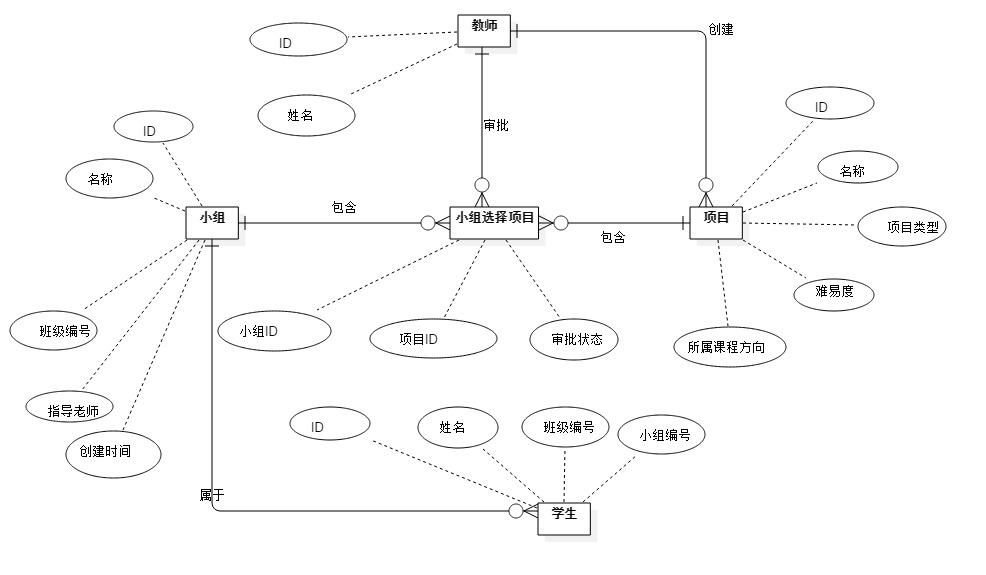 教师
创建
ID
姓名
审批
ID
ID
名称
名称
小组
包含
小组选择项目
包含
项目
项目类型
难易度
班级编号
小组ID
项目ID
审批状态
所属课程方向
指导老师
创建时间
ID
姓名
班级编号
小组编号
属于
学生